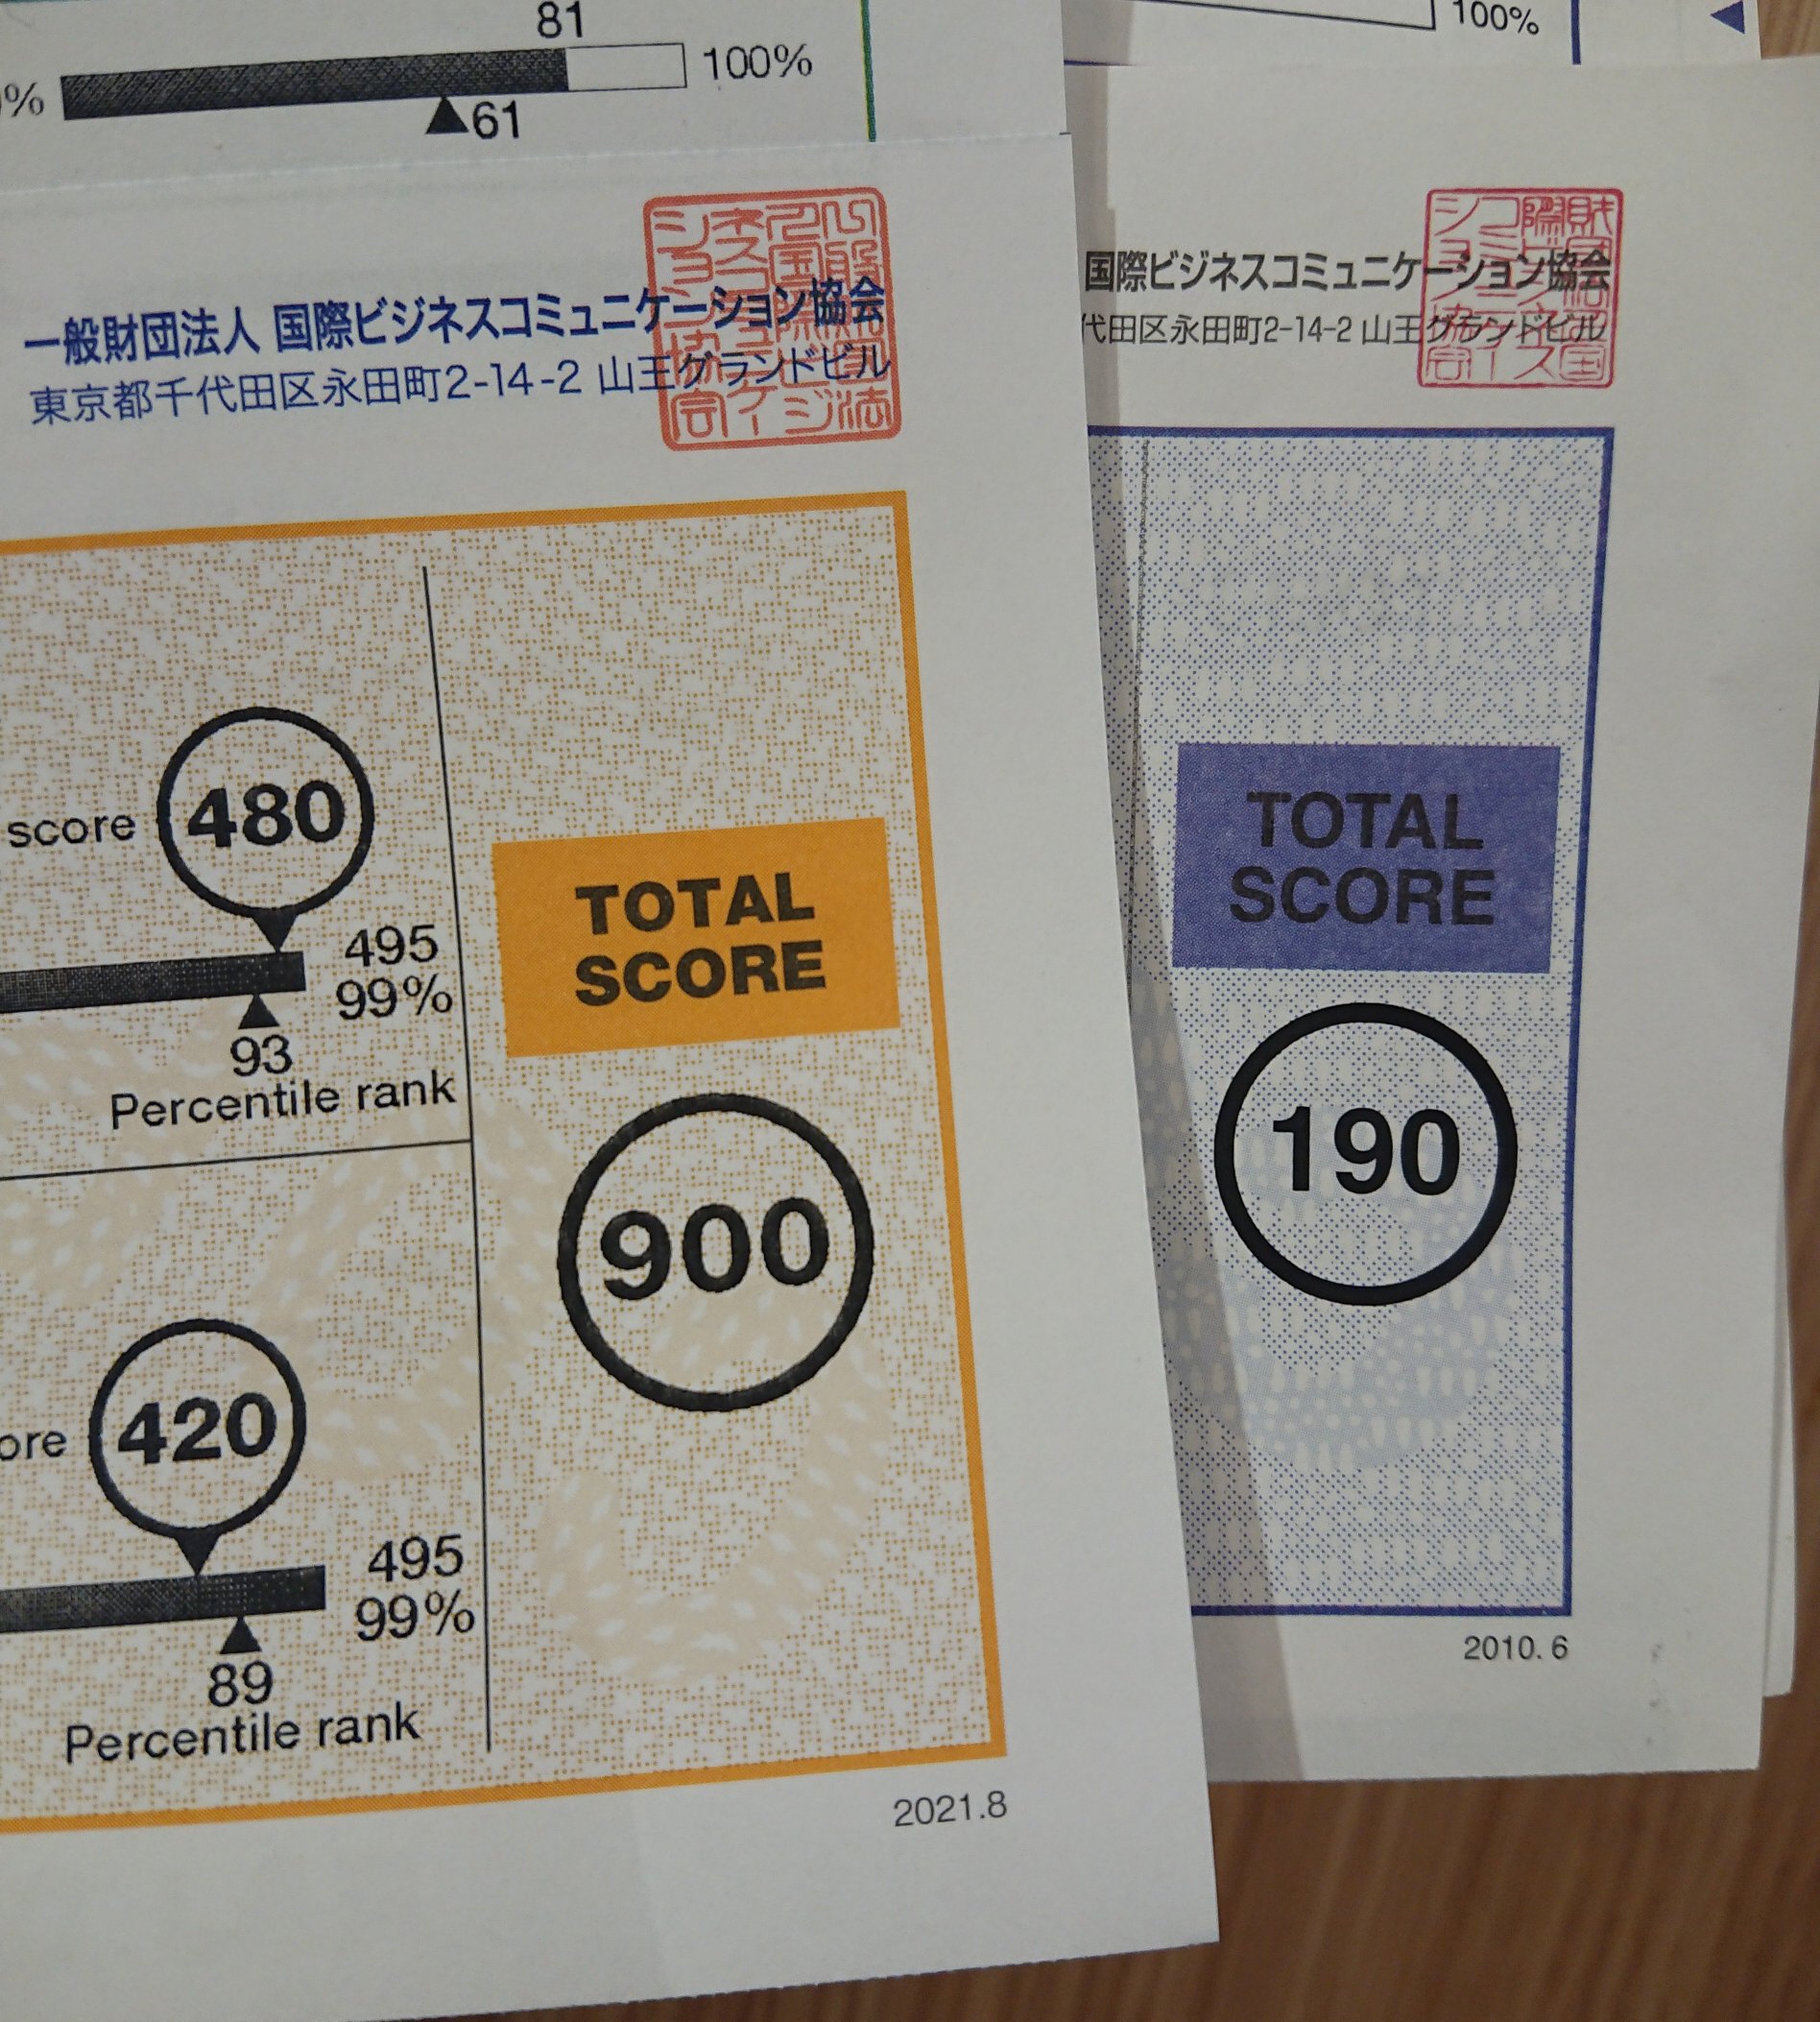 81
% 100%
61
一般財団法人 国際ビジネスコミュニケーション協会
東京都千代田区永田町2-14-2 山王グランドビル
score 480
495
99%
93
Percentile rank
TOTAL
SCORE
900
ore 420
495
99%
89
Percentile rank
2021.8
100%
国際ビジネスコミュニケーション協会
代田区永田町2-14-2 山王グランドビル
TOTAL
SCORE
190
2010.6